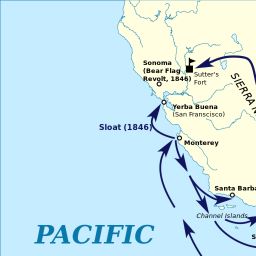 Sonoma
(Bear Flag
Revolt, 1846)
Sutter's
Fort
SIERRA N
Yerba Buena
(San Franscisco)
Sloat (1846)
Monterey
Santa Barba
Channel Islands
PACIFIC
S